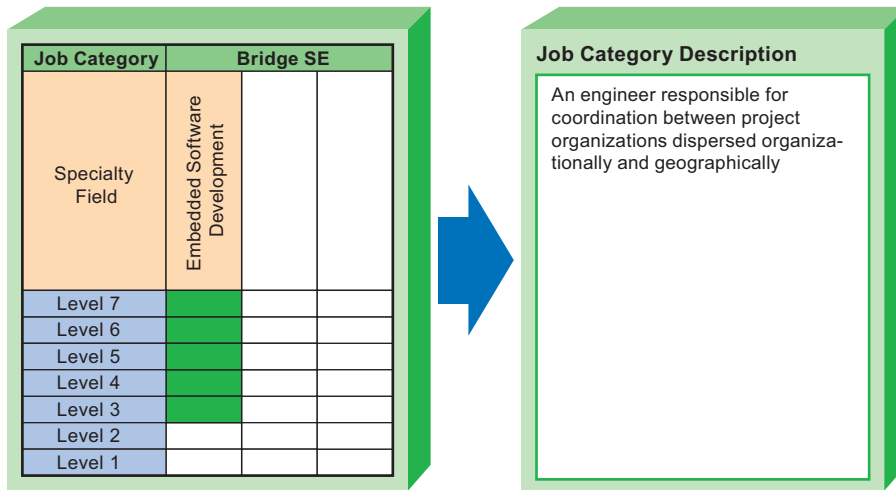 Job Category Bridge SE
Specialty
Field
Embedded Software
Development
Level 7
Level 6
Level 5
Level 4
Level 3
Level 2
Level 1
Job Category Description
An engineer responsible for
coordination between project
organizations dispersed organiza-
tionally and geographically